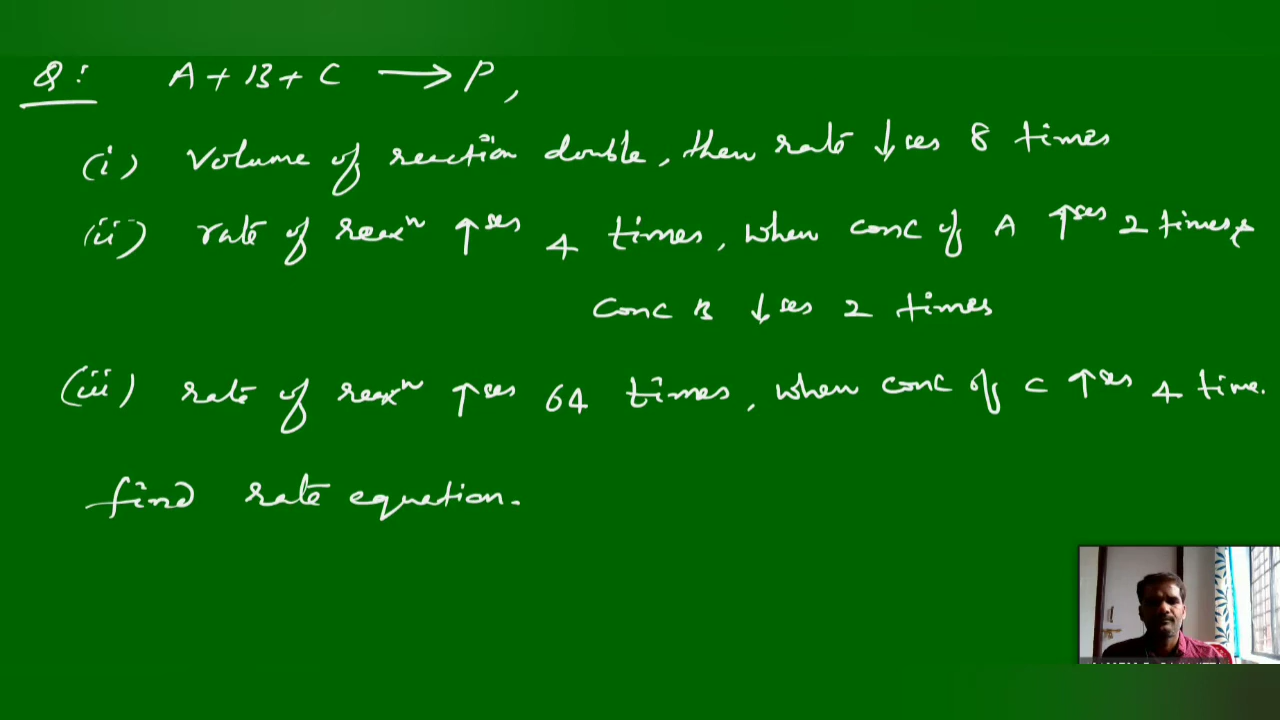 Q: A + B + C → P,
(i) Volume of reaction double, then rate ↓ses 8 times
(ii) rate of reaxⁿ ↑ses 4 times, when conc of A ↑ses 2 times, &
conc B ↓ses 2 times
(iii) rate of reaxⁿ ↑ses 64 times, when conc of C ↑ses 4 time.
find rate equation.